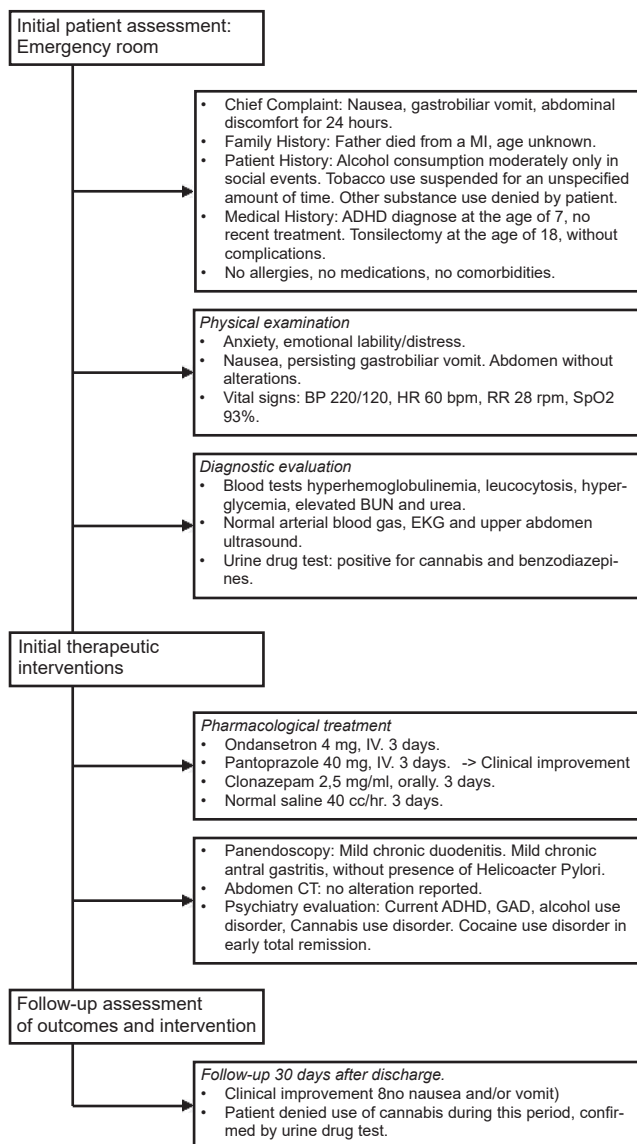 Initial patient assessment:
Emergency room
• Chief Complaint: Nausea, gastrobiliar vomit, abdominal
discomfort for 24 hours.
• Family History: Father died from a MI, age unknown.
• Patient History: Alcohol consumption moderately only in
social events. Tobacco use suspended for an unspecified
amount of time. Other substance use denied by patient.
• Medical History: ADHD diagnose at the age of 7, no
recent treatment. Tonsilectomy at the age of 18, without
complications.
• No allergies, no medications, no comorbidities.
Physical examination
• Anxiety, emotional lability/distress.
• Nausea, persisting gastrobiliar vomit. Abdomen without
alterations.
• Vital signs: BP 220/120, HR 60 bpm, RR 28 rpm, SpO2
93%.
Diagnostic evaluation
• Blood tests hyperhemoglobulinemia, leucocytosis, hyper-
glycemia, elevated BUN and urea.
• Normal arterial blood gas, EKG and upper abdomen
ultrasound.
• Urine drug test: positive for cannabis and benzodiazepi-
nes.
Initial therapeutic
interventions
Pharmacological treatment
• Ondansetron 4 mg, IV. 3 days.
• Pantoprazole 40 mg, IV. 3 days. -> Clinical improvement
• Clonazepam 2,5 mg/ml, orally. 3 days.
• Normal saline 40 cc/hr. 3 days.
• Panendoscopy: Mild chronic duodenitis. Mild chronic
antral gastritis, without presence of Helicoacter Pylori.
• Abdomen CT: no alteration reported.
• Psychiatry evaluation: Current ADHD, GAD, alcohol use
disorder, Cannabis use disorder. Cocaine use disorder in
early total remission.
Follow-up assessment
of outcomes and intervention
Follow-up 30 days after discharge.
• Clinical improvement 8no nausea and/or vomit)
• Patient denied use of cannabis during this period, confir-
med by urine drug test.